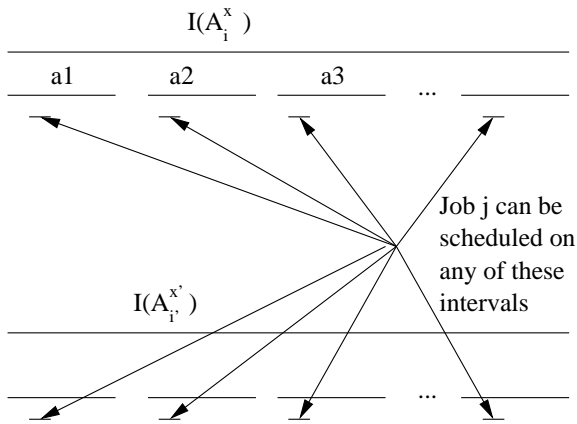 I(A_i^x)
a1 a2 a3 ...
Job j can be
scheduled on
any of these
intervals
I(A_{i'}^{x'})
...